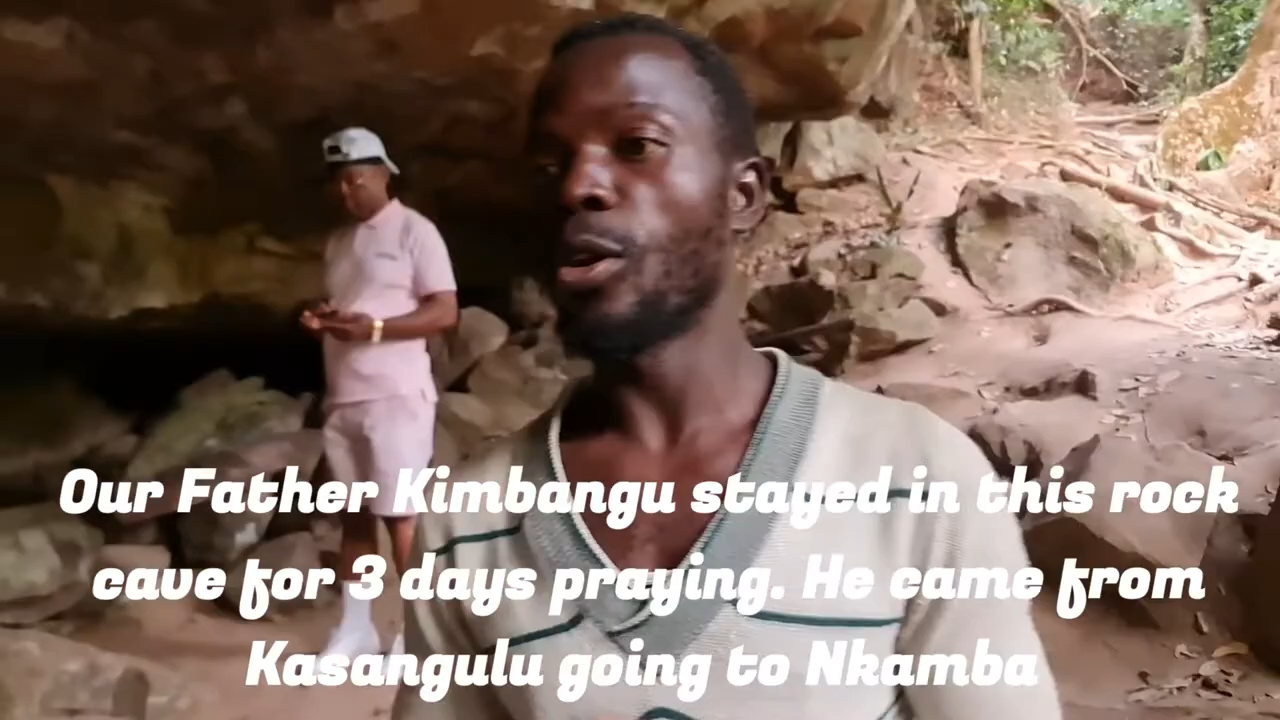 Our Father Kimbangu stayed in this rock
cave for 3 days praying. He came from
Kasangulu going to Nkamba